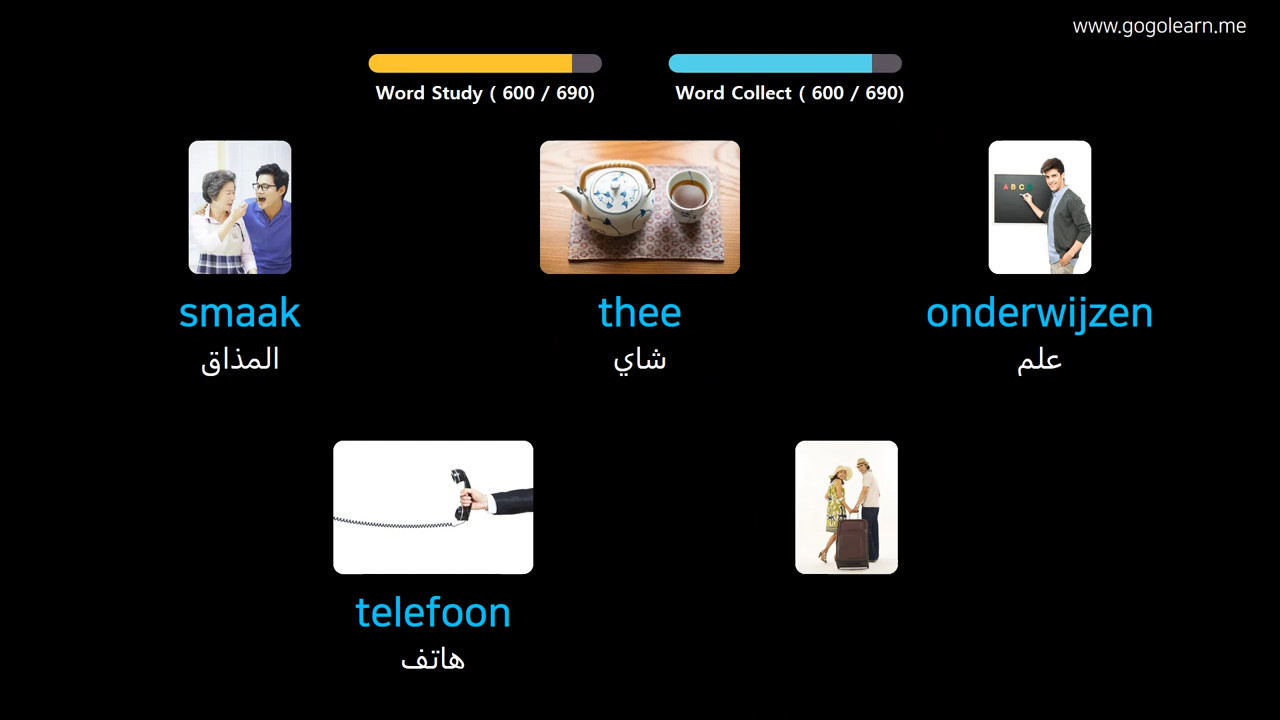 www.gogolearn.me
Word Study ( 600 / 690)
Word Collect ( 600 / 690)
smaak
المذاق
thee
شاي
onderwijzen
علم
telefoon
هاتف